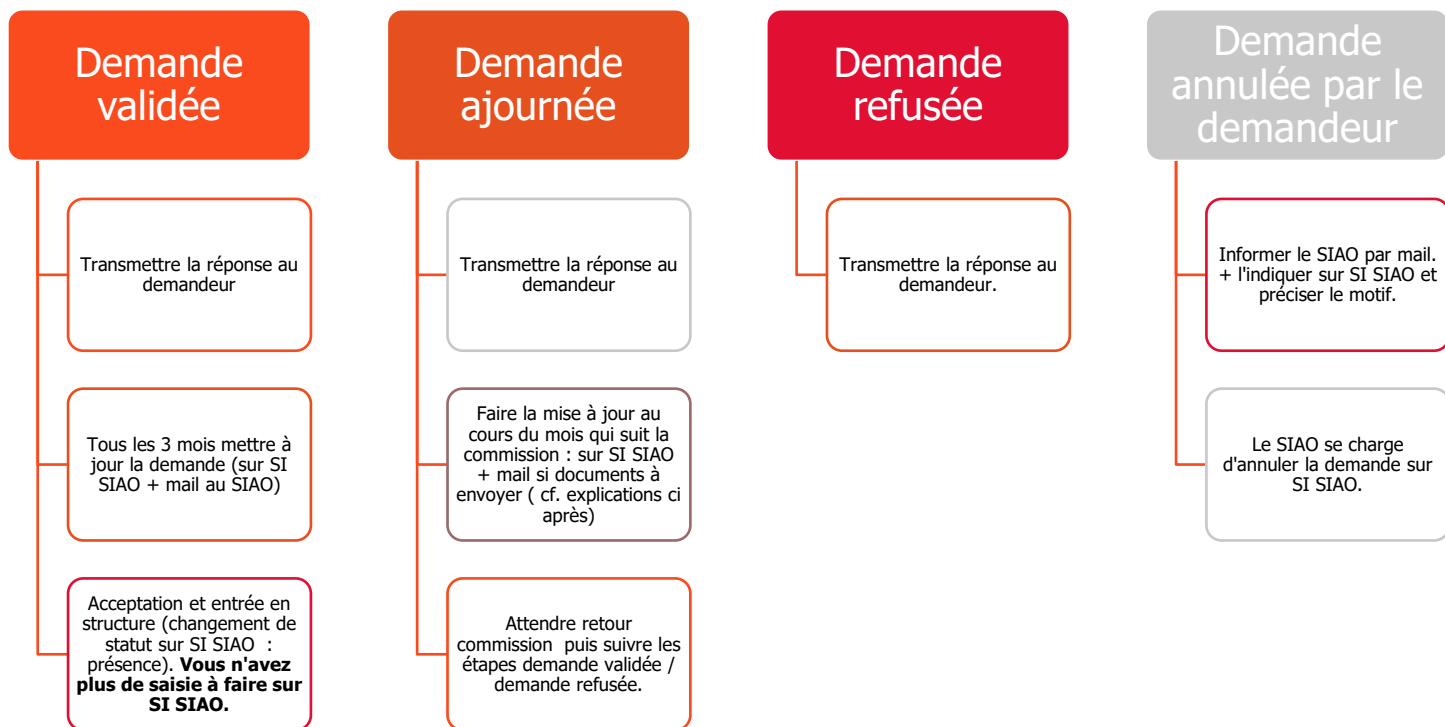 Demande
validée
Transmettre la réponse au
demandeur
Tous les 3 mois mettre à
jour la demande (sur SI
SIAO + mail au SIAO)
Acceptation et entrée en
structure (changement de
statut sur SI SIAO :
présence). Vous n'avez
plus de saisie à faire sur
SI SIAO.
Demande
ajournée
Transmettre la réponse au
demandeur
Faire la mise à jour au
cours du mois qui suit la
commission : sur SI SIAO
+ mail si documents à
envoyer ( cf. explications ci
après)
Attendre retour
commission puis suivre les
étapes demande validée /
demande refusée.
Demande
refusée
Transmettre la réponse au
demandeur.
Demande
annulée par le
demandeur
Informer le SIAO par mail.
+ l'indiquer sur SI SIAO et
préciser le motif.
Le SIAO se charge
d'annuler la demande sur
SI SIAO.